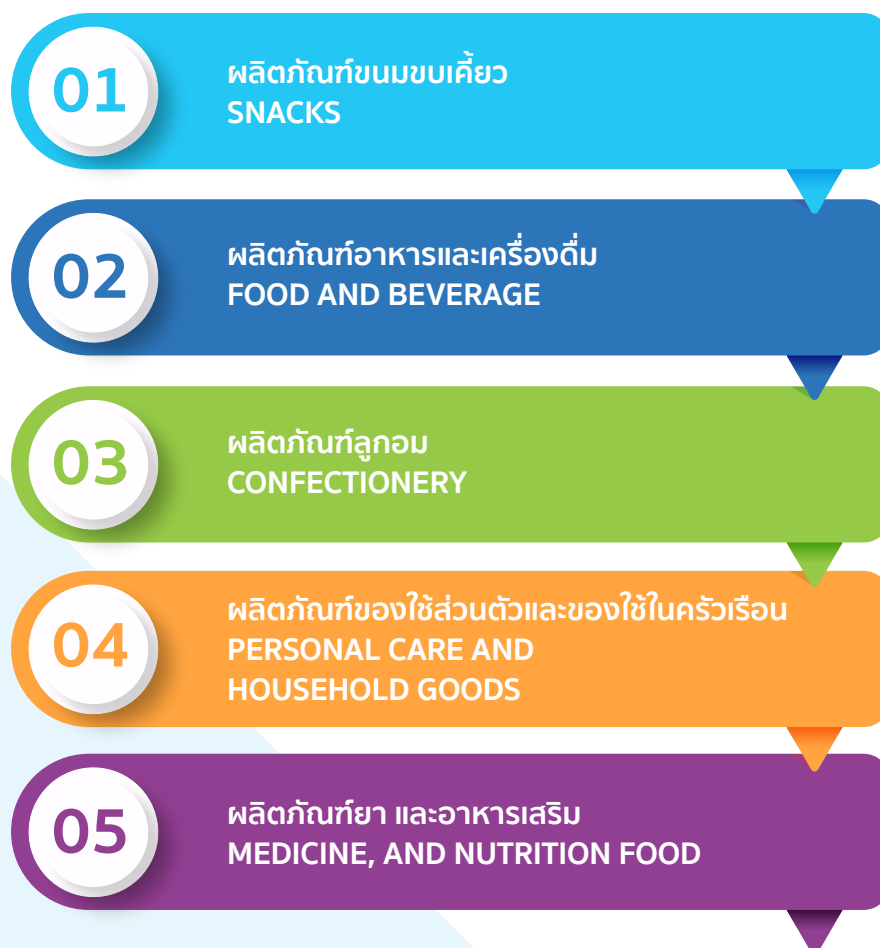 01
ผลิตภัณฑ์ขนมขบเคี้ยว
SNACKS
02
ผลิตภัณฑ์อาหารและเครื่องดื่ม
FOOD AND BEVERAGE
03
ผลิตภัณฑ์ลูกอม
CONFECTIONERY
04
ผลิตภัณฑ์ของใช้ส่วนตัวและของใช้ในครัวเรือน
PERSONAL CARE AND
HOUSEHOLD GOODS
05
ผลิตภัณฑ์ยา และอาหารเสริม
MEDICINE, AND NUTRITION FOOD